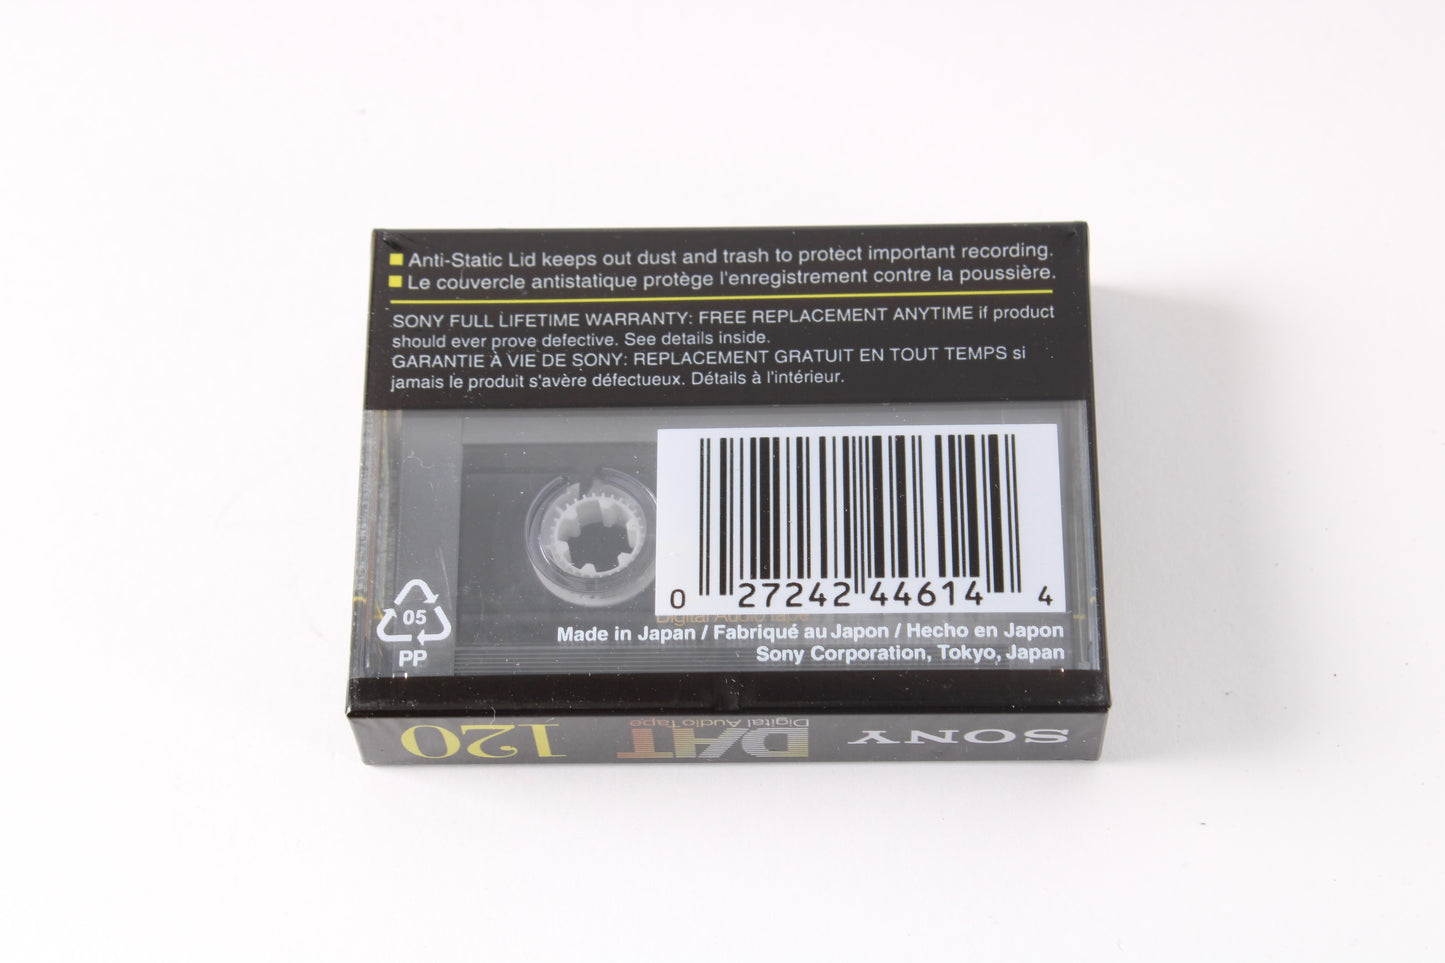 Anti-Static Lid keeps out dust and trash to protect important recording.
Le couvercle antistatique protège l'enregistrement contre la poussière.
SONY FULL LIFETIME WARRANTY: FREE REPLACEMENT ANYTIME if product
should ever prove defective. See details inside.
GARANTIE À VIE DE SONY: REPLACEMENT GRATUIT EN TOUT TEMPS si
jamais le produit s'avère défectueux. Détails à l'intérieur.
0 27242 44614 4
Digital Audio Tape
05
PP
Made in Japan / Fabriqué au Japon / Hecho en Japon
Sony Corporation, Tokyo, Japan
SONY
DAT
Digital Audio Tape
120